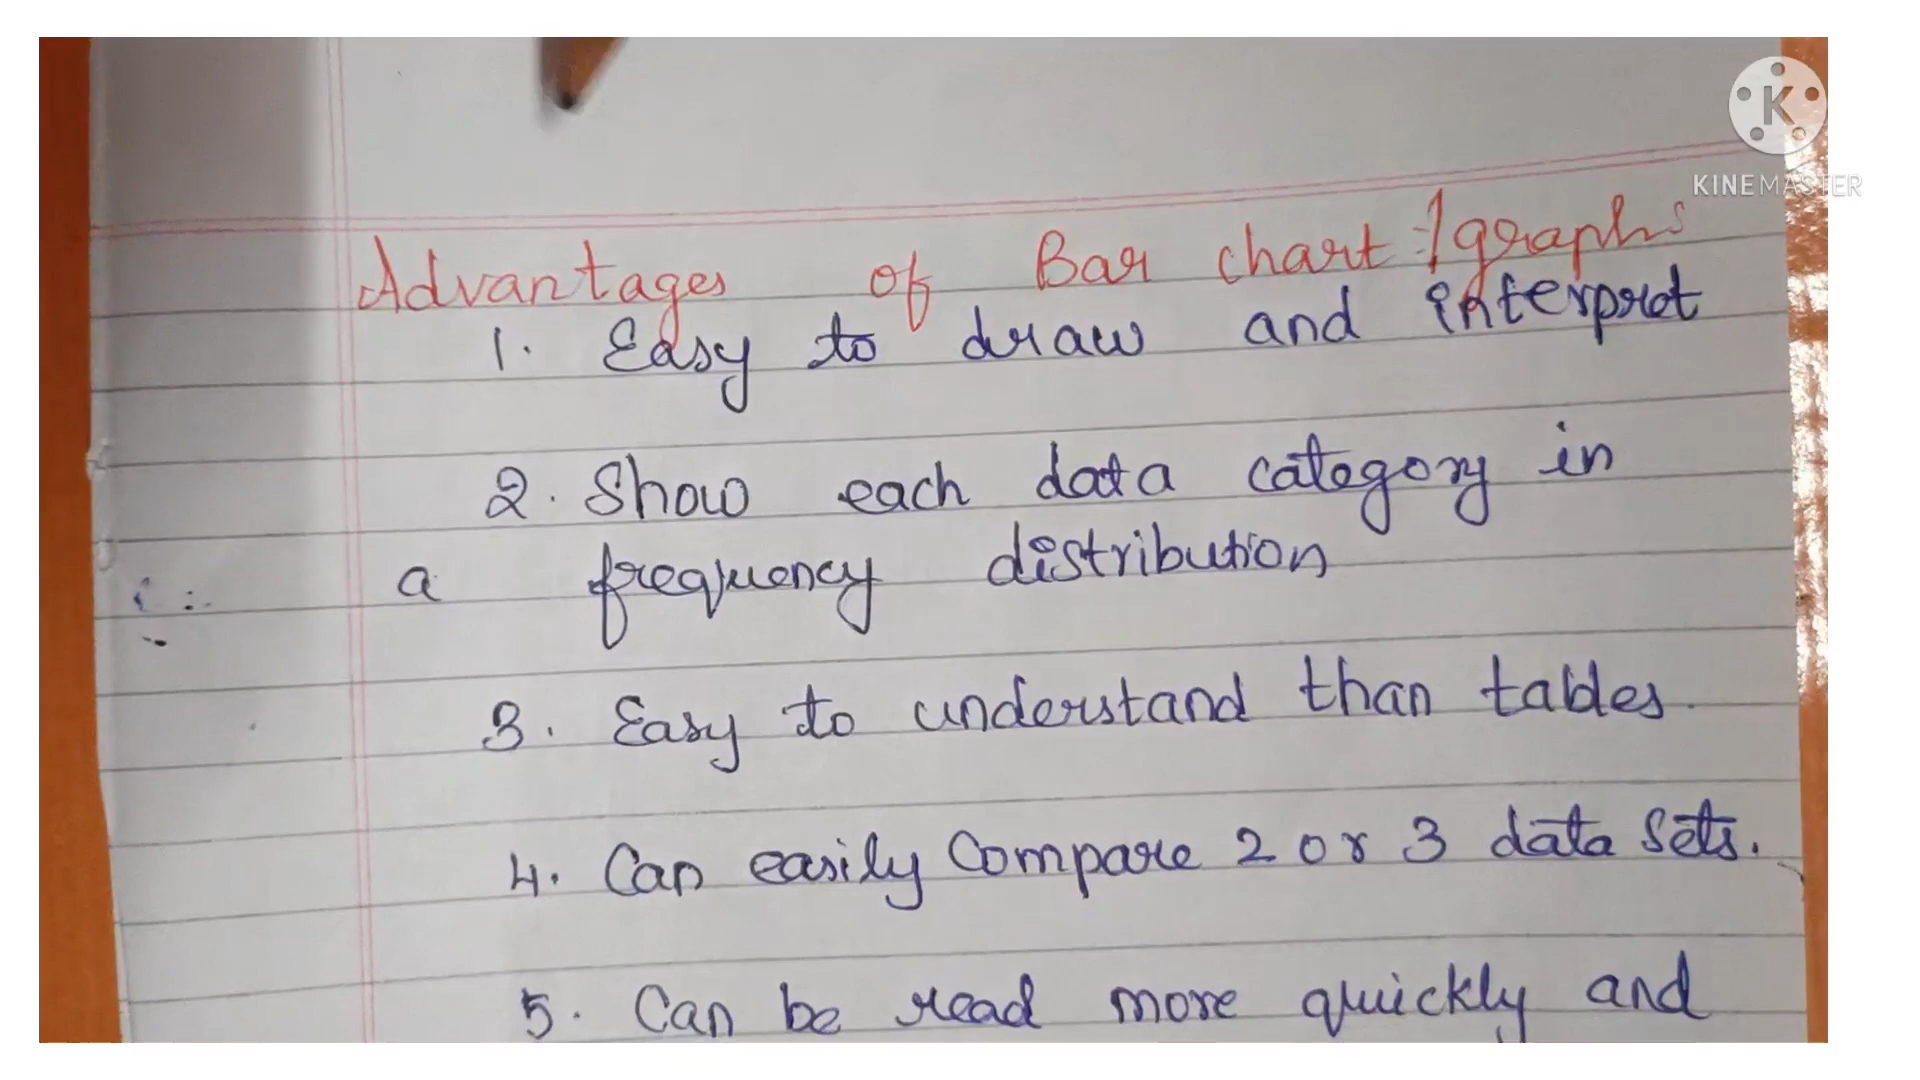 KINEMASTER
Advantages of Bar chart /graphs
1. Easy to draw and interpret
2. Show each data category in
a frequency distribution
3. Easy to understand than tables.
4. Can easily Compare 2 or 3 data sets.
5. Can be read more quickly and